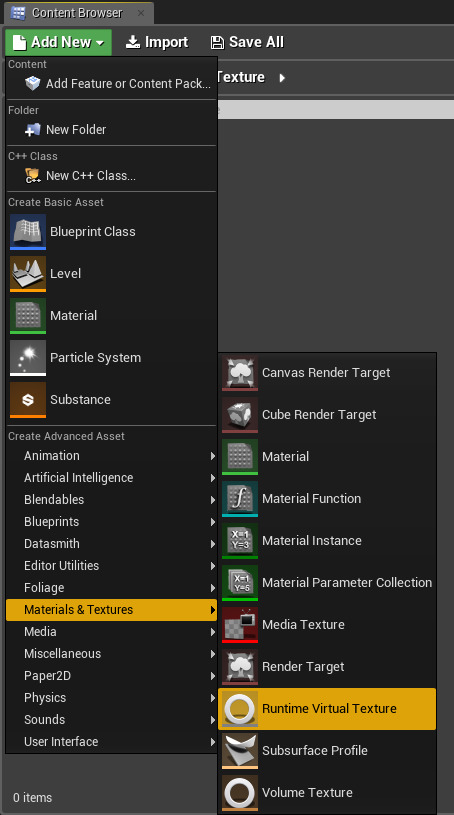 Content Browser
Add New
Import
Save All
Texture
Content
Add Feature or Content Pack...
Folder
New Folder
C++ Class
New C++ Class...
Create Basic Asset
Blueprint Class
Level
Material
Particle System
Substance
Create Advanced Asset
Animation
Artificial Intelligence
Blendables
Blueprints
Datasmith
Editor Utilities
Foliage
Materials & Textures
Media
Miscellaneous
Paper2D
Physics
Sounds
User Interface
Canvas Render Target
Cube Render Target
Material
Material Function
X=1
Y=3
Material Instance
X=1
Y=5
Material Parameter Collection
Media Texture
Render Target
Runtime Virtual Texture
Subsurface Profile
Volume Texture
0 items